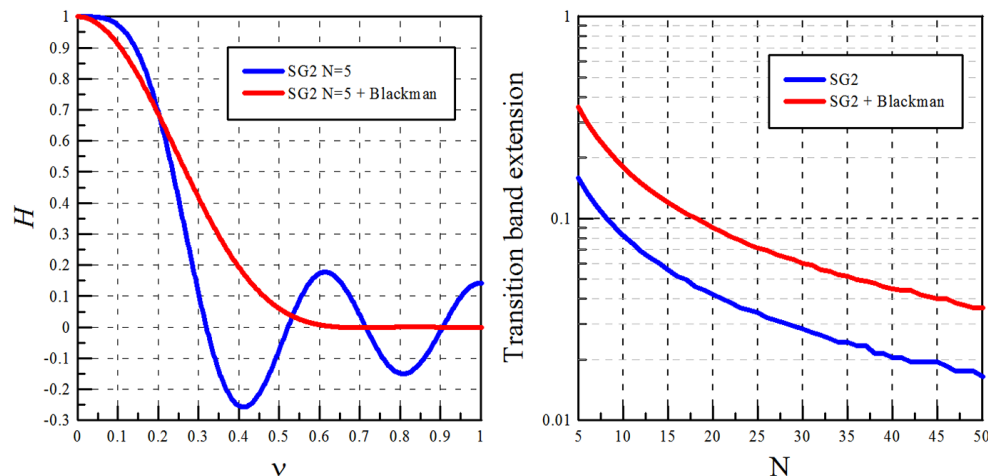 1
0.9
0.8
0.7
0.6
0.5
0.4
0.3
0.2
0.1
0
-0.1
-0.2
-0.3
H
SG2 N=5
SG2 N=5 + Blackman
0 0.1 0.2 0.3 0.4 0.5 0.6 0.7 0.8 0.9 1
ν
Transition band extension
1
0.1
0.01
SG2
SG2 + Blackman
5 10 15 20 25 30 35 40 45 50
N